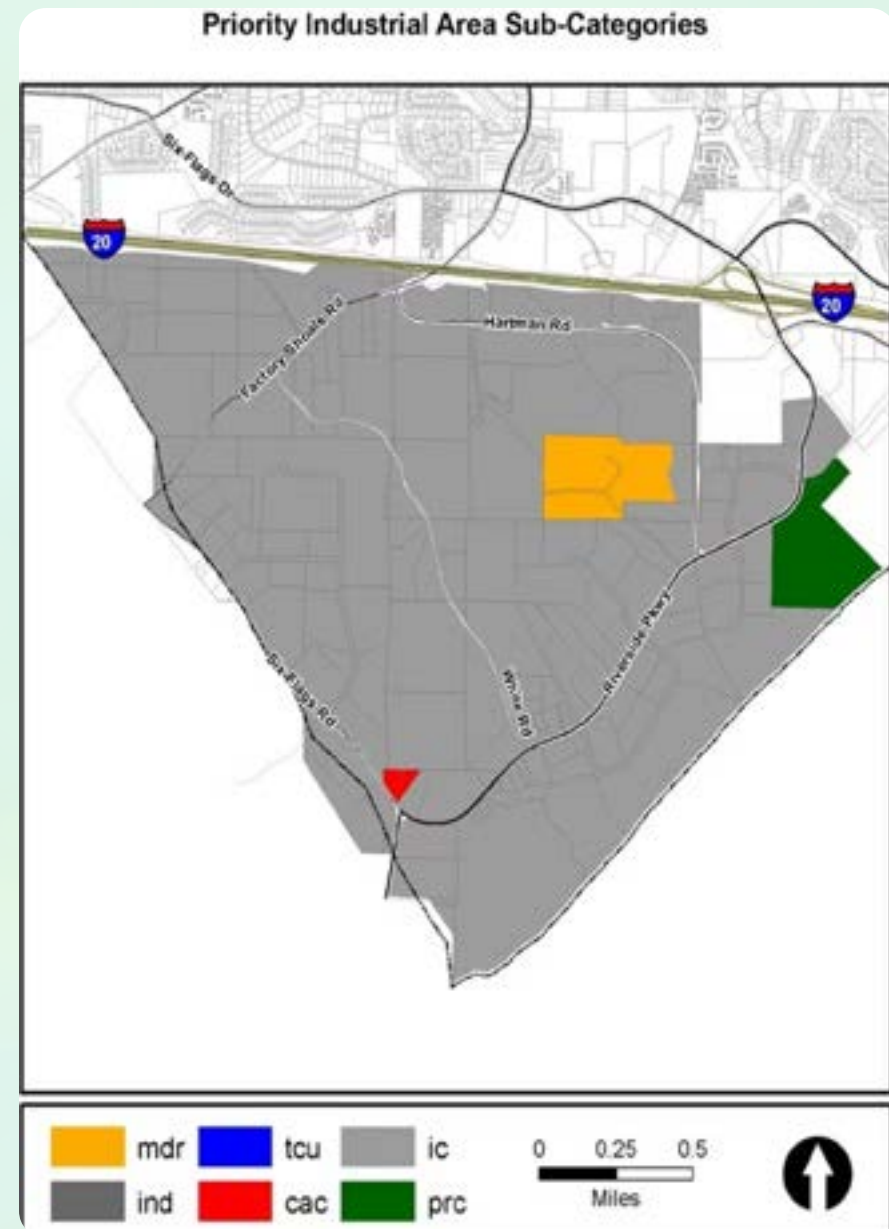 Priority Industrial Area Sub-Categories
Six-Flags Dr
20
20
Factory Shoals Rd
Hartman Rd
Six-Flags Rd
White Rd
Riverside Pkwy
mdr tcu ic
ind cac prc
0 0.25 0.5
Miles